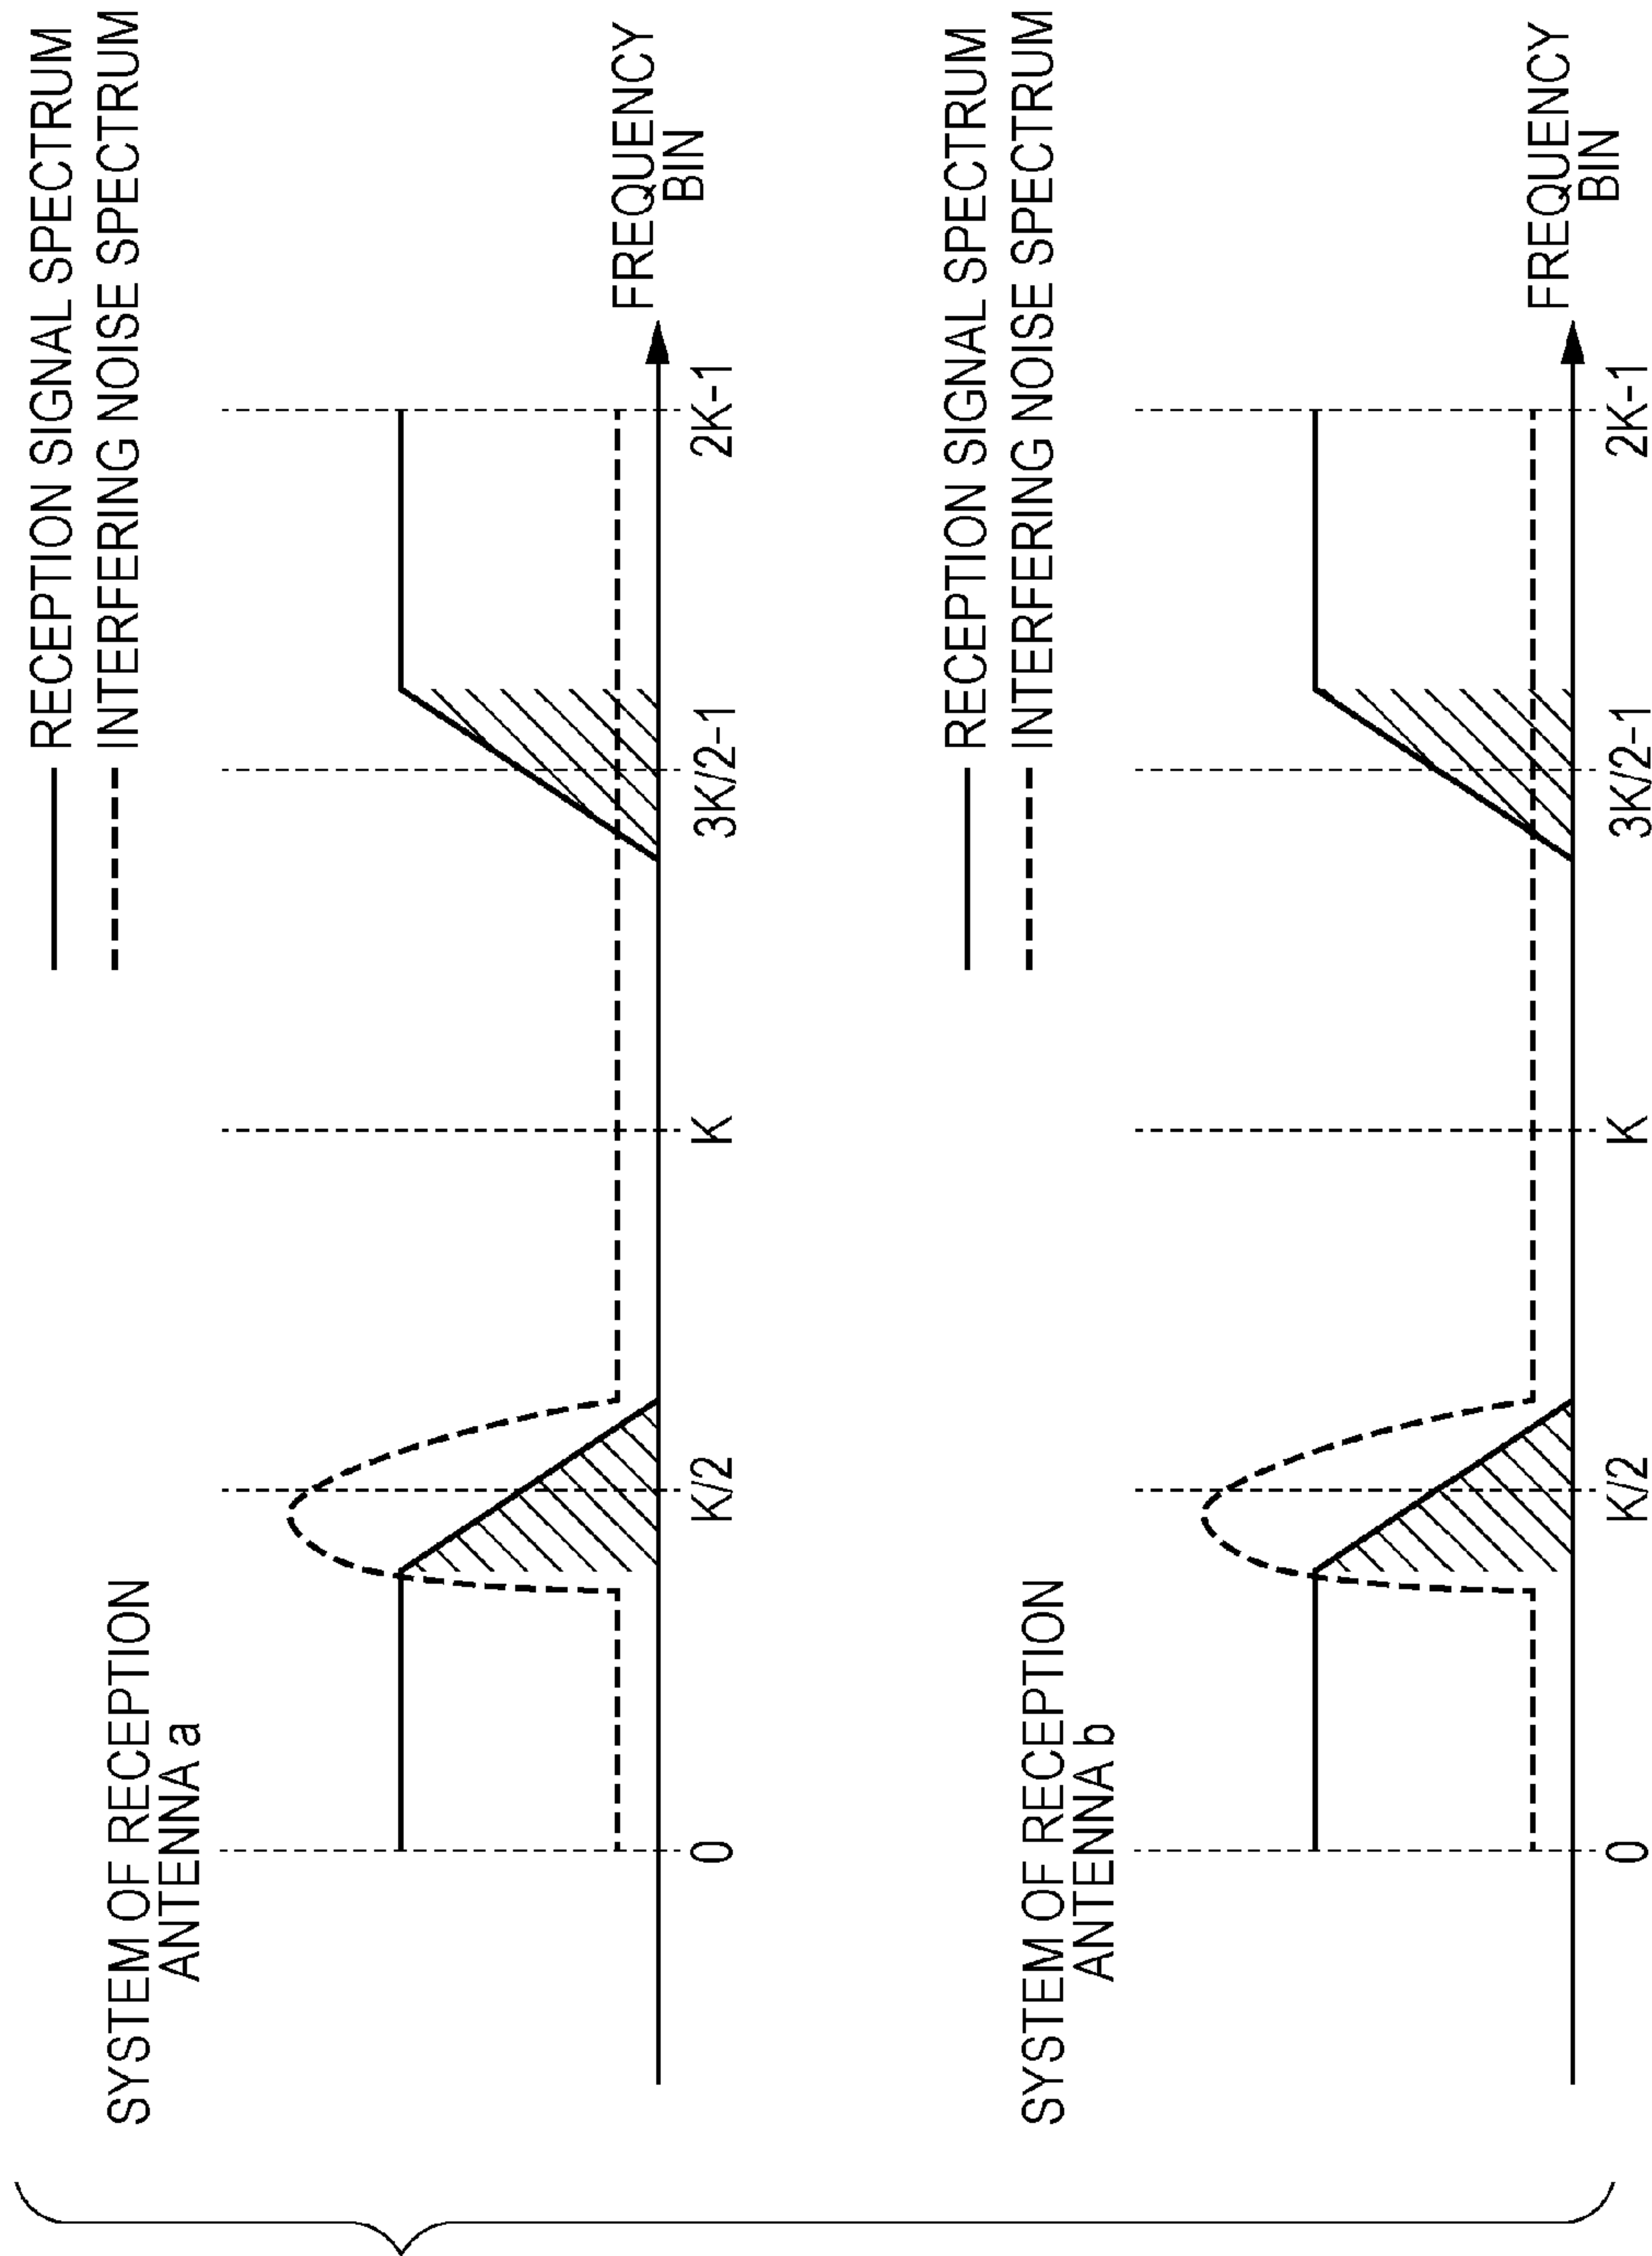 SYSTEM OF RECEPTION
ANTENNA a
RECEPTION SIGNAL SPECTRUM
INTERFERING NOISE SPECTRUM
0
K/2
K
3K/2-1
2K-1
FREQUENCY
BIN
SYSTEM OF RECEPTION
ANTENNA b
RECEPTION SIGNAL SPECTRUM
INTERFERING NOISE SPECTRUM
0
K/2
K
3K/2-1
2K-1
FREQUENCY
BIN